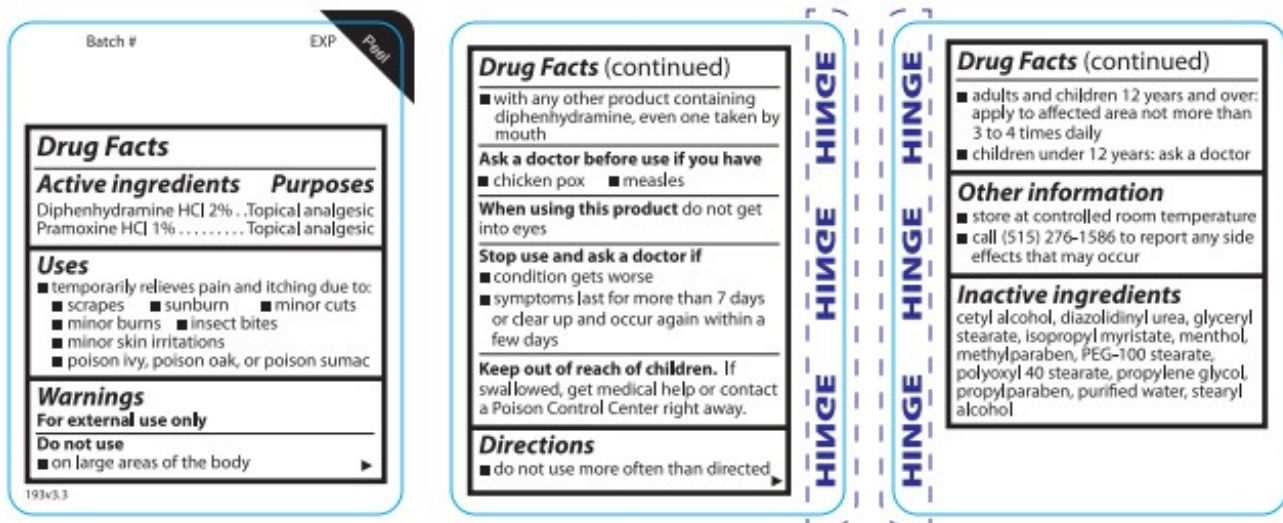 Batch # EXP Peel
Drug Facts
Active ingredients Purposes
Diphenhydramine HCl 2% . .Topical analgesic
Pramoxine HCl 1% . . . . . . . . . Topical analgesic
Uses
■ temporarily relieves pain and itching due to:
■ scrapes ■ sunburn ■ minor cuts
■ minor burns ■ insect bites
■ minor skin irritations
■ poison ivy, poison oak, or poison sumac
Warnings
For external use only
Do not use
■ on large areas of the body ▶
193v3.3
Drug Facts (continued)
■ with any other product containing
diphenhydramine, even one taken by
mouth
Ask a doctor before use if you have
■ chicken pox ■ measles
When using this product do not get
into eyes
Stop use and ask a doctor if
■ condition gets worse
■ symptoms last for more than 7 days
or clear up and occur again within a
few days
Keep out of reach of children. If
swallowed, get medical help or contact
a Poison Control Center right away.
Directions
■ do not use more often than directed ▶
HINGE HINGE HINGE
HINGE HINGE HINGE
Drug Facts (continued)
■ adults and children 12 years and over:
apply to affected area not more than
3 to 4 times daily
■ children under 12 years: ask a doctor
Other information
■ store at controlled room temperature
■ call (515) 276-1586 to report any side
effects that may occur
Inactive ingredients
cetyl alcohol, diazolidinyl urea, glyceryl
stearate, isopropyl myristate, menthol,
methylparaben, PEG-100 stearate,
polyoxyl 40 stearate, propylene glycol,
propylparaben, purified water, stearyl
alcohol